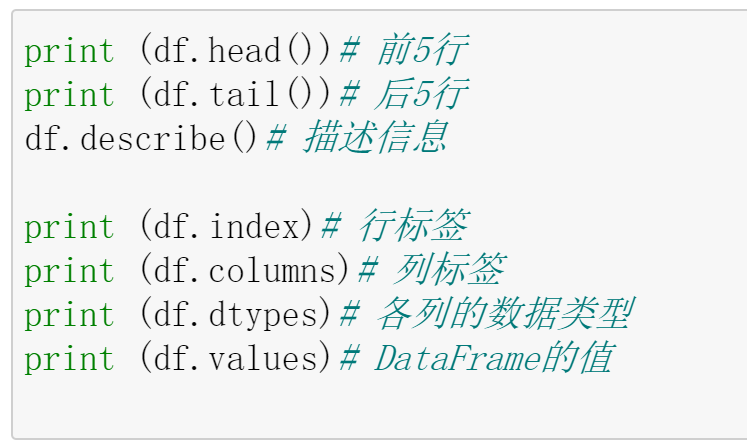 print (df.head())# 前5行
print (df.tail())# 后5行
df.describe()# 描述信息
print (df.index)# 行标签
print (df.columns)# 列标签
print (df.dtypes)# 各列的数据类型
print (df.values)# DataFrame的值